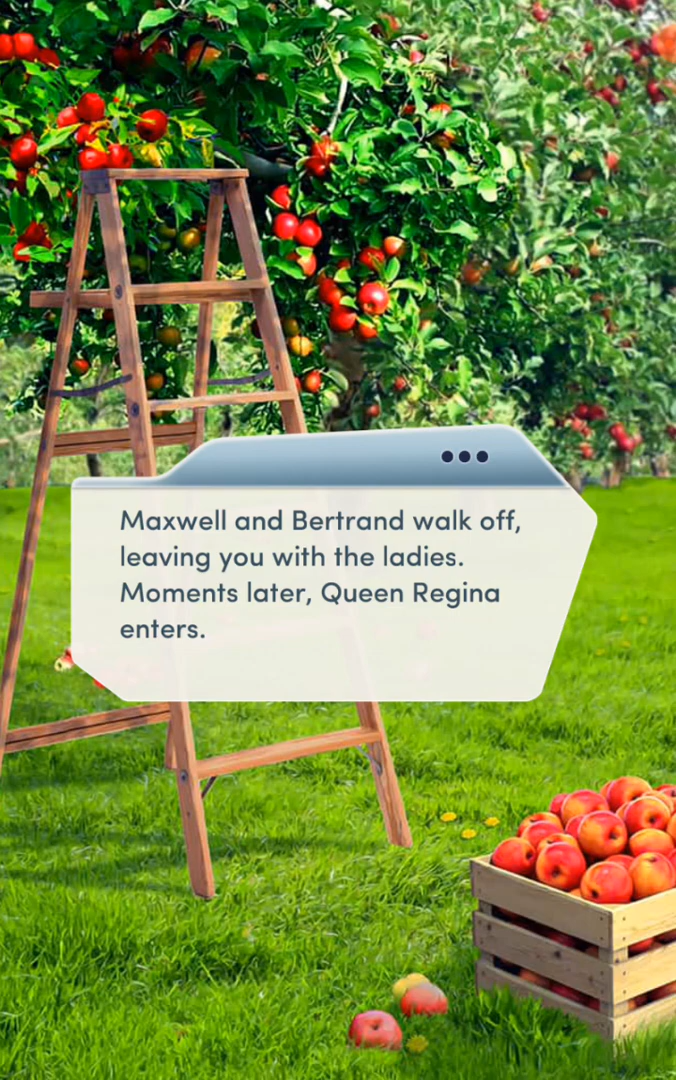 Maxwell and Bertrand walk off,
leaving you with the ladies.
Moments later, Queen Regina
enters.